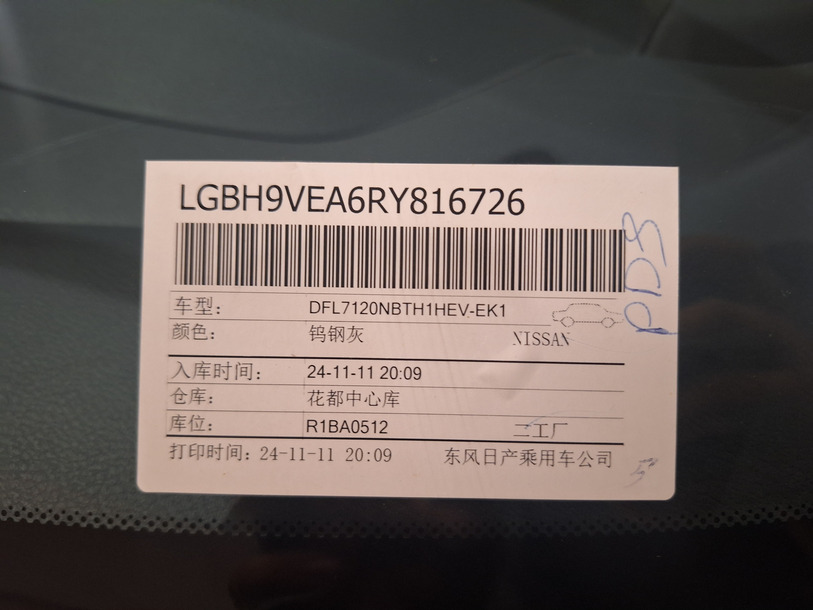 LGBH9VEA6RY816726
车型： DFL7120NBTH1HEV-EK1
颜色： 钨钢灰 NISSAN
入库时间： 24-11-11 20:09
仓库： 花都中心库
库位： R1BA0512 二工厂
打印时间：24-11-11 20:09 东风日产乘用车公司